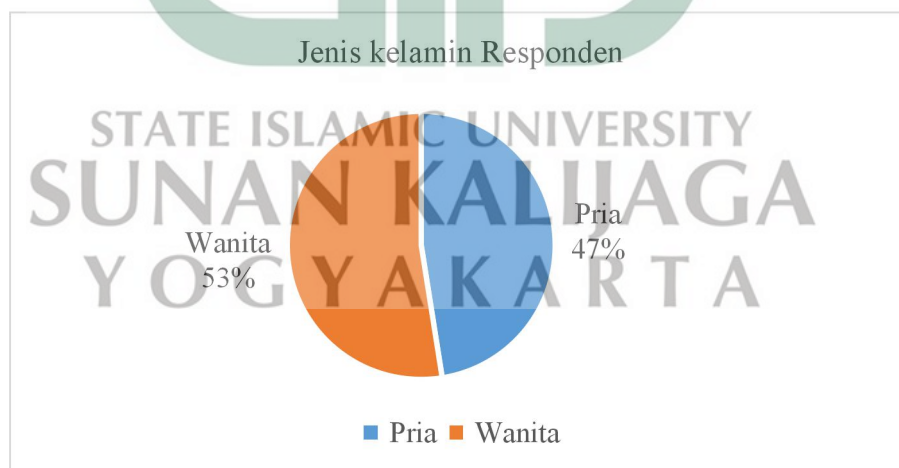 Jenis kelamin Responden
STATE ISLAMIC UNIVERSITY
SUNAN KALIJAGA
YOGYAKARTA
Pria
47%
Wanita
53%
Pria
Wanita